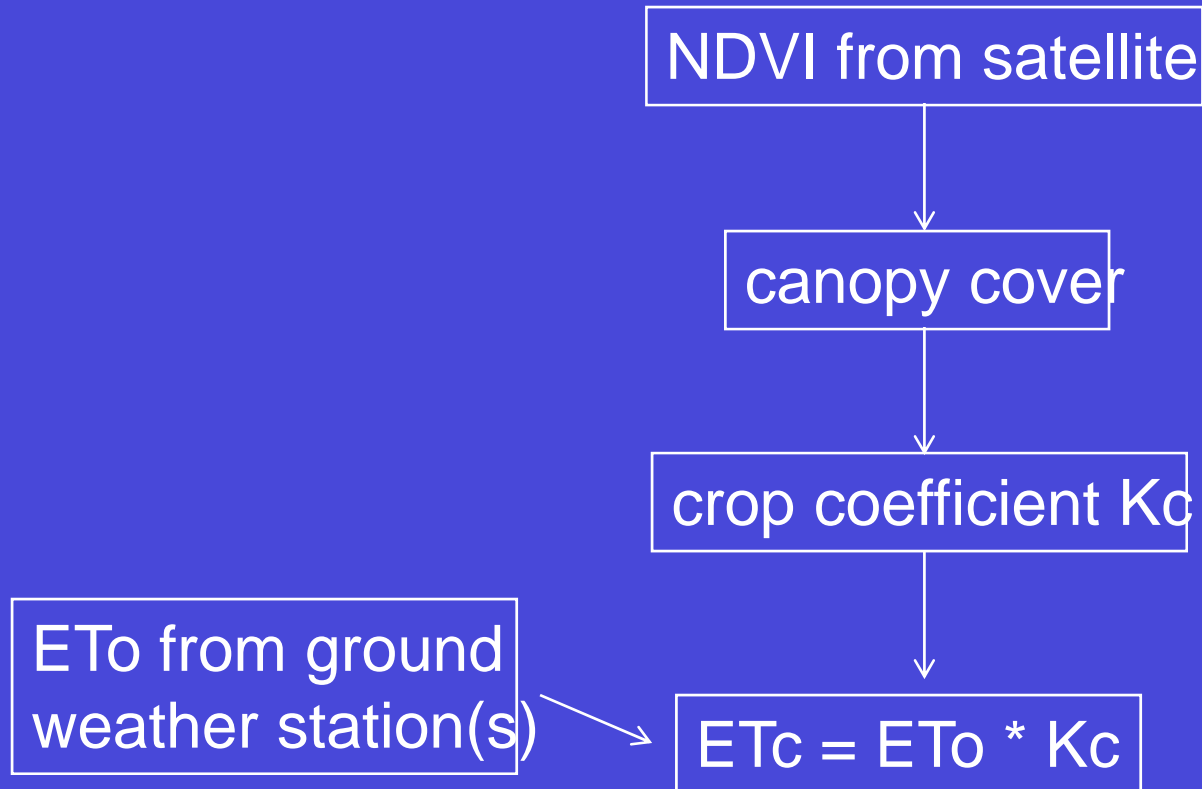 NDVI from satellite
canopy cover
crop coefficient Kc
ETo from ground
weather station(s)
ETc = ETo * Kc